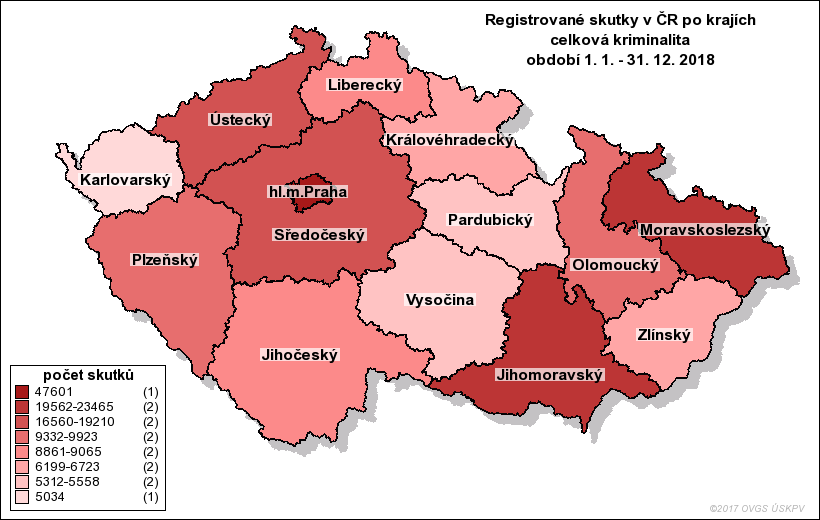 Registrované skutky v ČR po krajích
celková kriminalita
období 1. 1. - 31. 12. 2018
Liberecký
Ústecký
Královéhradecký
Karlovarský
hl.m.Praha
Pardubický
Moravskoslezský
Sředočeský
Plzeňský
Olomoucký
Vysočina
Zlínský
Jihočeský
Jihomoravský
počet skutků
47601 (1)
19562-23465 (2)
16560-19210 (2)
9332-9923 (2)
8861-9065 (2)
6199-6723 (2)
5312-5558 (2)
5034 (1)
©2017 OVGS ÚSKPV